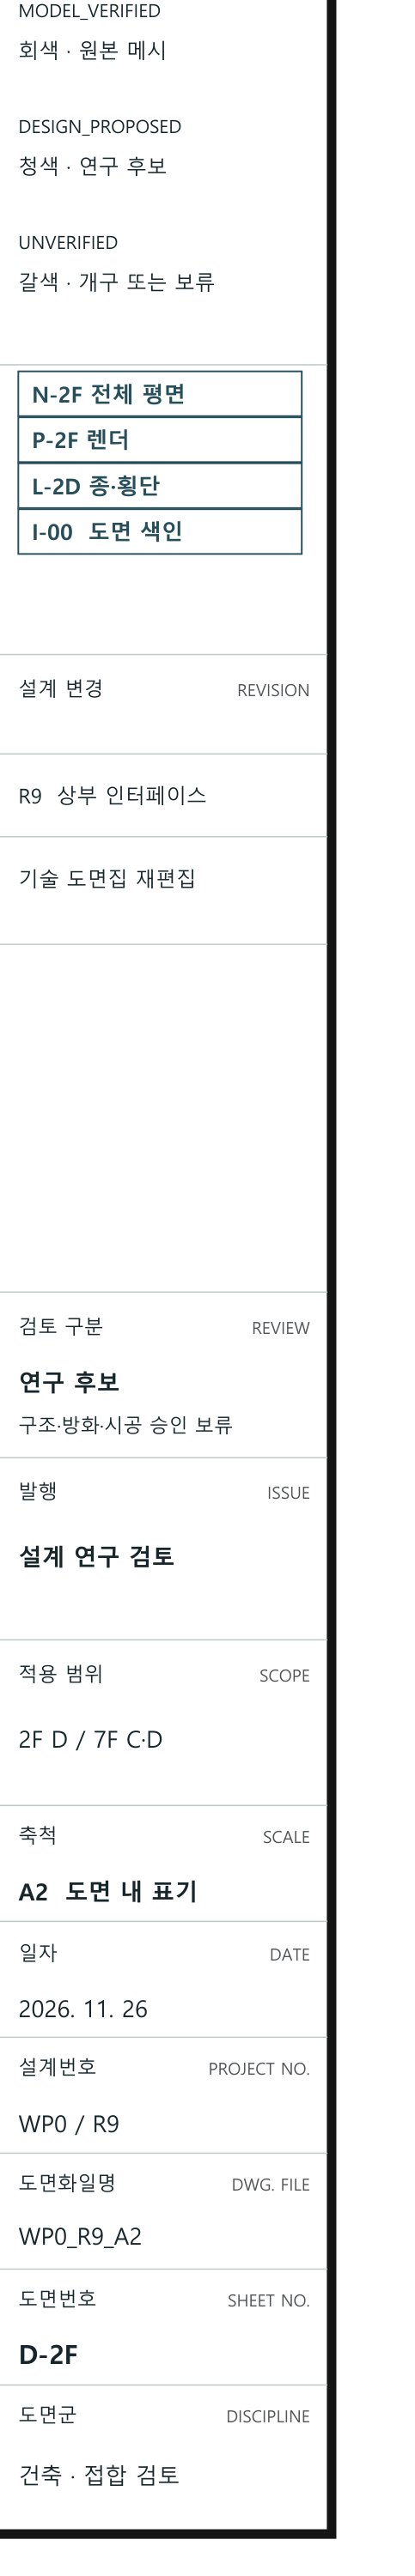 MODEL_VERIFIED
회색 · 원본 메시
DESIGN_PROPOSED
청색 · 연구 후보
UNVERIFIED
갈색 · 개구 또는 보류
N-2F 전체 평면
P-2F 렌더
L-2D 종·횡단
I-00 도면 색인
설계 변경 REVISION
R9 상부 인터페이스
기술 도면집 재편집
검토 구분 REVIEW
연구 후보
구조·방화·시공 승인 보류
발행 ISSUE
설계 연구 검토
적용 범위 SCOPE
2F D / 7F C·D
축척 SCALE
A2 도면 내 표기
일자 DATE
2026. 11. 26
설계번호 PROJECT NO.
WP0 / R9
도면화일명 DWG. FILE
WP0_R9_A2
도면번호 SHEET NO.
D-2F
도면군 DISCIPLINE
건축 · 접합 검토